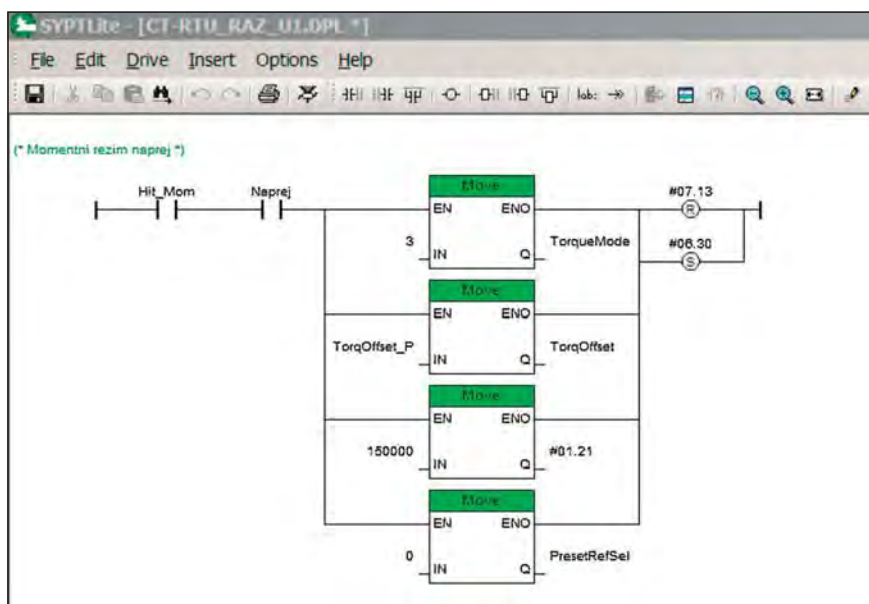 SYPTLite - [CT-RTU_RAZ_U1.DPL *]
File Edit Drive Insert Options Help
lab:
(* Momentni rezim naprej *)
Hit_Mom Naprej
Move
EN ENO
3 IN Q TorqueMode
#07.13
R
#06.30
S
Move
EN ENO
TorqOffset_P IN Q TorqOffset
Move
EN ENO
150000 IN Q #01.21
Move
EN ENO
0 IN Q PresetRefSel